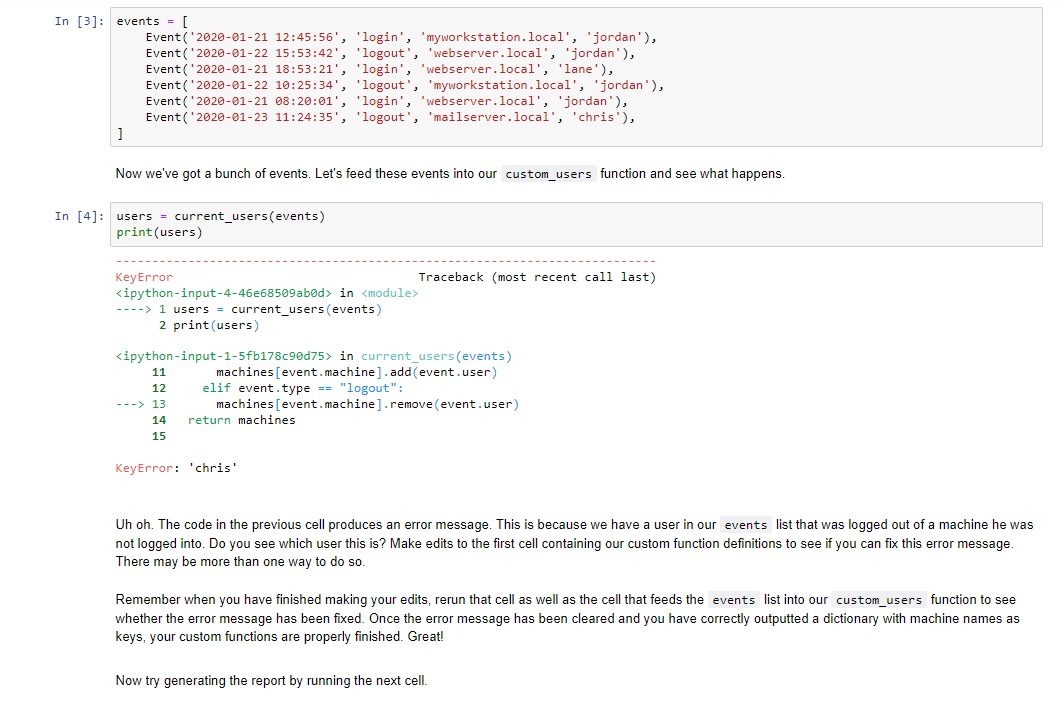 In [3]: events = [
    Event('2020-01-21 12:45:56', 'login', 'myworkstation.local', 'jordan'),
    Event('2020-01-22 15:53:42', 'logout', 'webserver.local', 'jordan'),
    Event('2020-01-21 18:53:21', 'login', 'webserver.local', 'lane'),
    Event('2020-01-22 10:25:34', 'logout', 'myworkstation.local', 'jordan'),
    Event('2020-01-21 08:20:01', 'login', 'webserver.local', 'jordan'),
    Event('2020-01-23 11:24:35', 'logout', 'mailserver.local', 'chris'),
]
Now we've got a bunch of events. Let's feed these events into our custom_users function and see what happens.
In [4]: users = current_users(events)
print(users)
---------------------------------------------------------------------------
KeyError                                  Traceback (most recent call last)
<ipython-input-4-46e68509ab0d> in <module>
----> 1 users = current_users(events)
      2 print(users)
<ipython-input-1-5fb178c90d75> in current_users(events)
     11       machines[event.machine].add(event.user)
     12     elif event.type == "logout":
---> 13       machines[event.machine].remove(event.user)
     14   return machines
     15
KeyError: 'chris'
Uh oh. The code in the previous cell produces an error message. This is because we have a user in our events list that was logged out of a machine he was
not logged into. Do you see which user this is? Make edits to the first cell containing our custom function definitions to see if you can fix this error message.
There may be more than one way to do so.
Remember when you have finished making your edits, rerun that cell as well as the cell that feeds the events list into our custom_users function to see
whether the error message has been fixed. Once the error message has been cleared and you have correctly outputted a dictionary with machine names as
keys, your custom functions are properly finished. Great!
Now try generating the report by running the next cell.